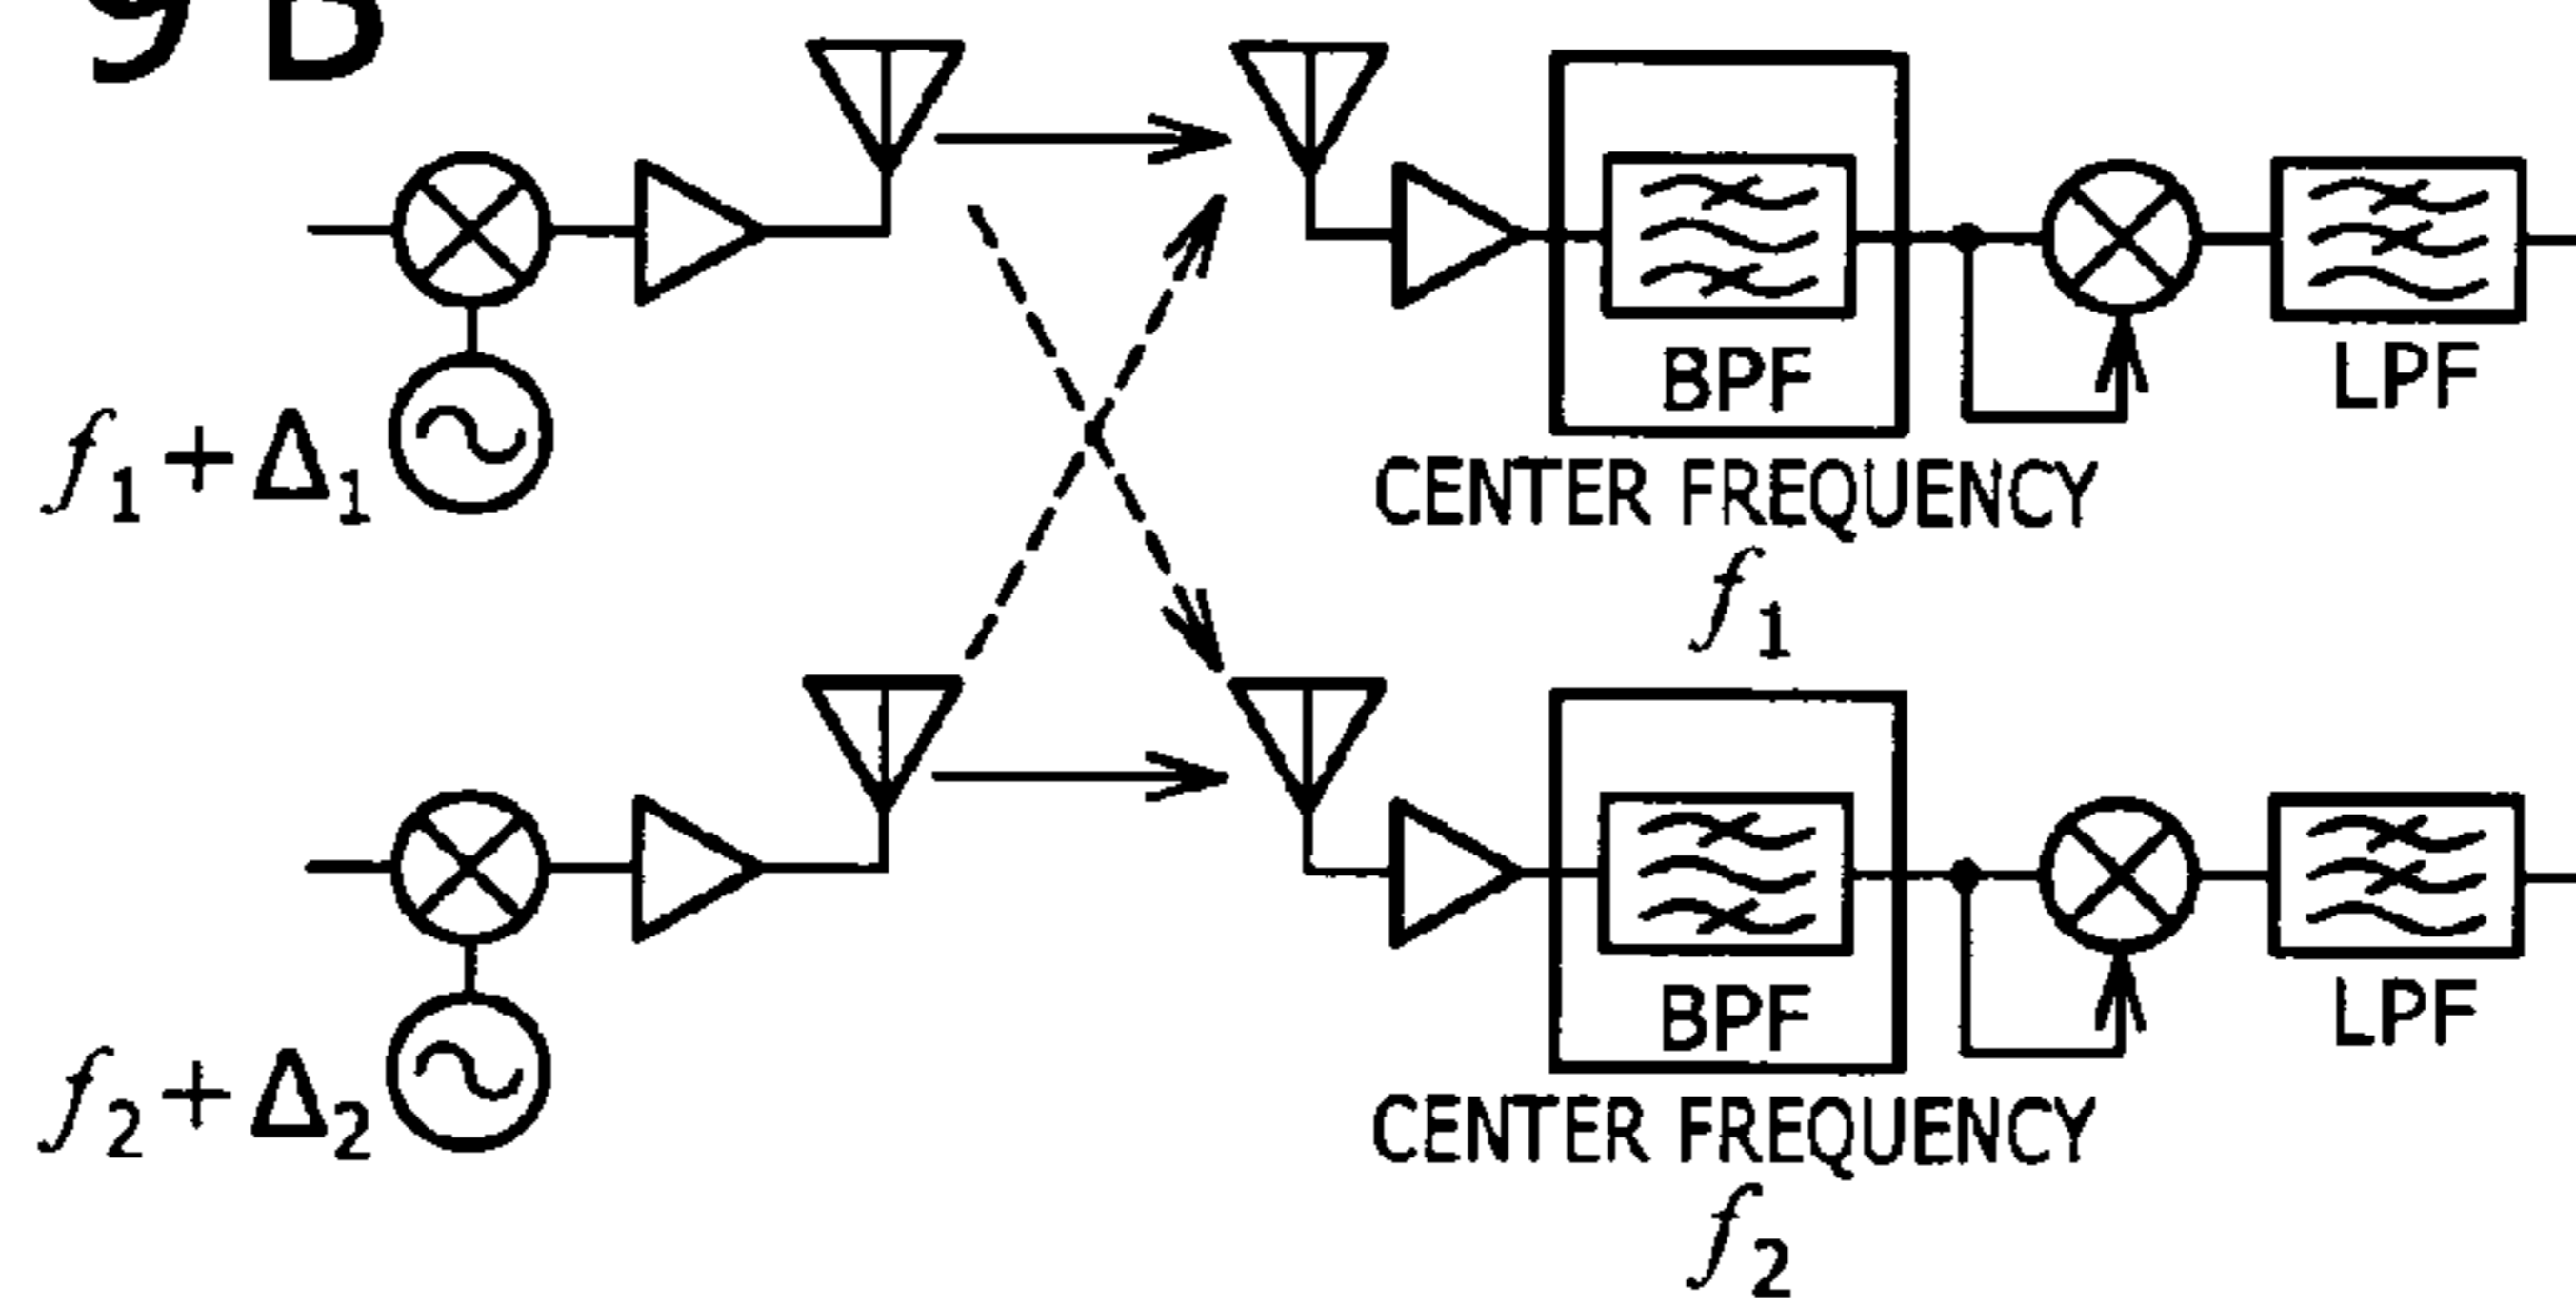 9B
f₁+Δ₁
BPF
LPF
CENTER FREQUENCY
f₁
f₂+Δ₂
BPF
LPF
CENTER FREQUENCY
f₂